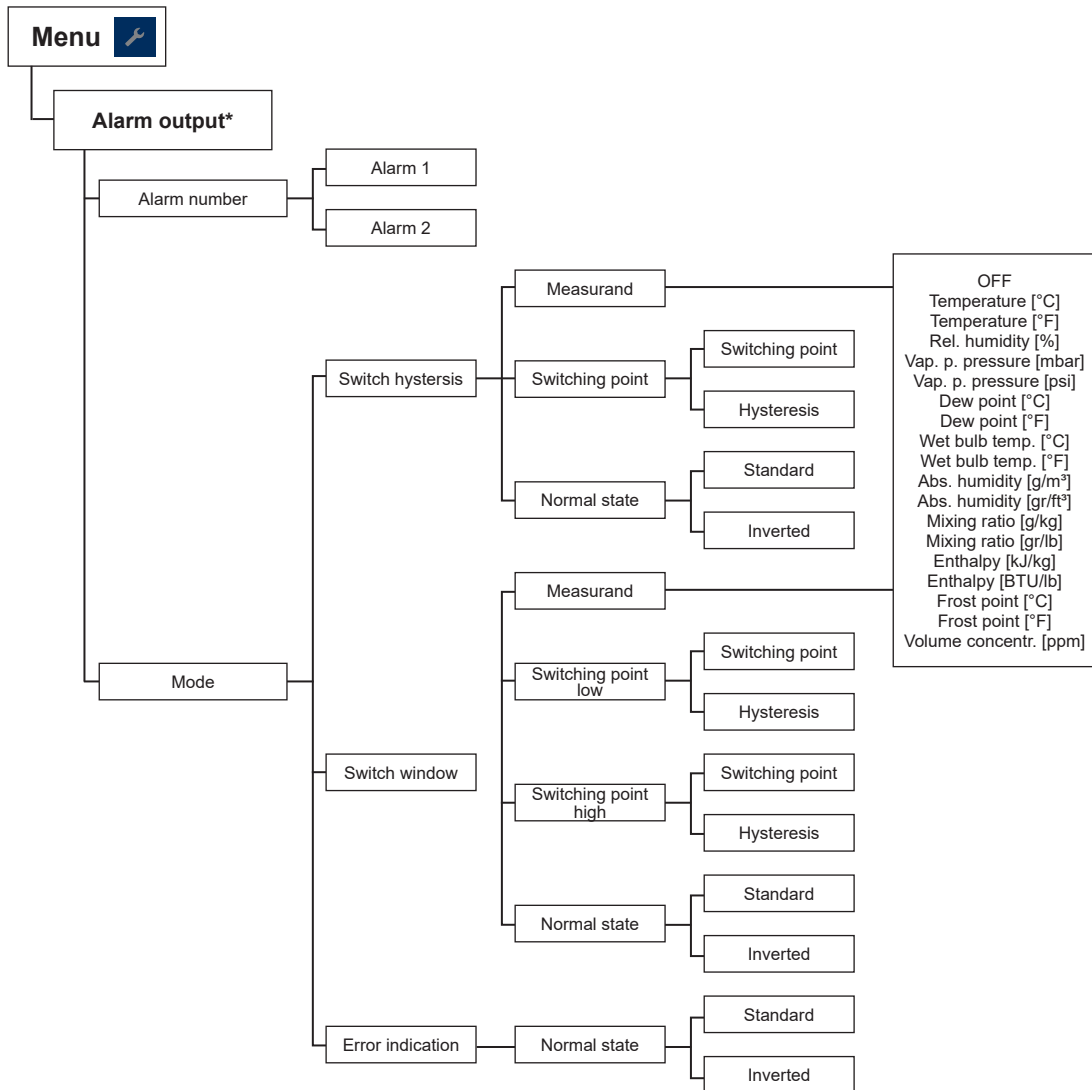 Menu
Alarm output*
Alarm number
Alarm 1
Alarm 2
Mode
Switch hystersis
Measurand
Switching point
Switching point
Hysteresis
Normal state
Standard
Inverted
Switch window
Measurand
Switching point
low
Switching point
Hysteresis
Switching point
high
Switching point
Hysteresis
Normal state
Standard
Inverted
Error indication
Normal state
Standard
Inverted
OFF
Temperature [°C]
Temperature [°F]
Rel. humidity [%]
Vap. p. pressure [mbar]
Vap. p. pressure [psi]
Dew point [°C]
Dew point [°F]
Wet bulb temp. [°C]
Wet bulb temp. [°F]
Abs. humidity [g/m³]
Abs. humidity [gr/ft³]
Mixing ratio [g/kg]
Mixing ratio [gr/lb]
Enthalpy [kJ/kg]
Enthalpy [BTU/lb]
Frost point [°C]
Frost point [°F]
Volume concentr. [ppm]